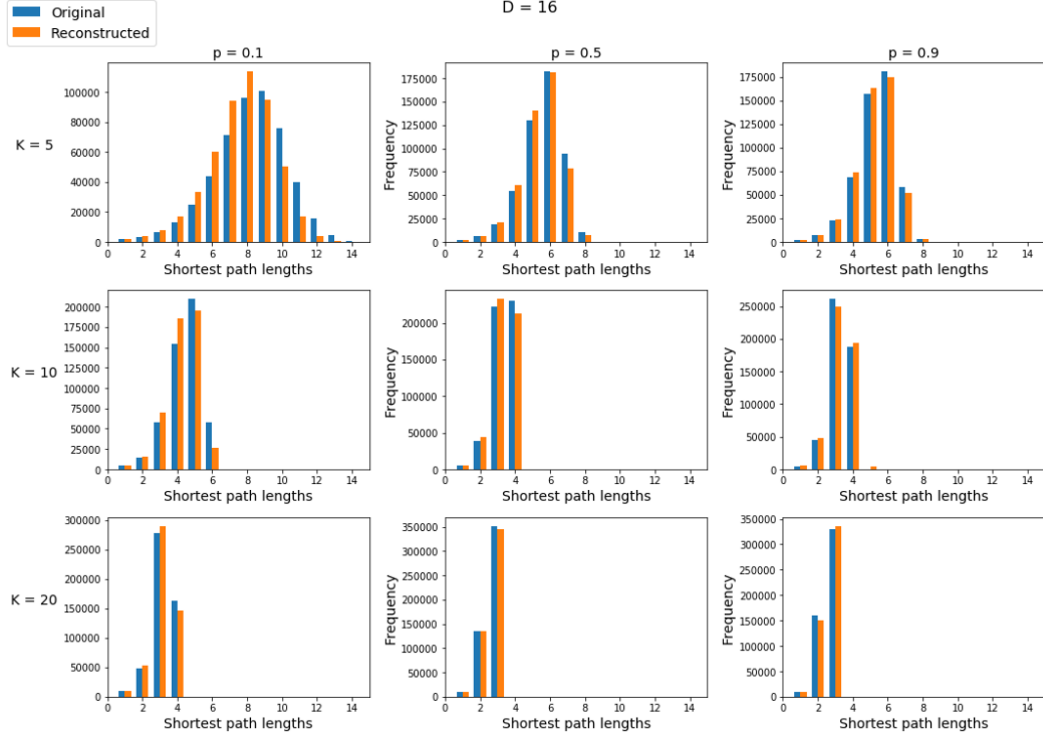 D = 16
Original
Reconstructed
p = 0.1
p = 0.5
p = 0.9
K = 5
100000
80000
60000
40000
20000
0
0 2 4 6 8 10 12 14
Shortest path lengths
Frequency
175000
150000
125000
100000
75000
50000
25000
0
0 2 4 6 8 10 12 14
Shortest path lengths
Frequency
175000
150000
125000
100000
75000
50000
25000
0
0 2 4 6 8 10 12 14
Shortest path lengths
K = 10
200000
175000
150000
125000
100000
75000
50000
25000
0
0 2 4 6 8 10 12 14
Shortest path lengths
Frequency
200000
150000
100000
50000
0
0 2 4 6 8 10 12 14
Shortest path lengths
Frequency
250000
200000
150000
100000
50000
0
0 2 4 6 8 10 12 14
Shortest path lengths
K = 20
300000
250000
200000
150000
100000
50000
0
0 2 4 6 8 10 12 14
Shortest path lengths
Frequency
350000
300000
250000
200000
150000
100000
50000
0
0 2 4 6 8 10 12 14
Shortest path lengths
Frequency
350000
300000
250000
200000
150000
100000
50000
0
0 2 4 6 8 10 12 14
Shortest path lengths